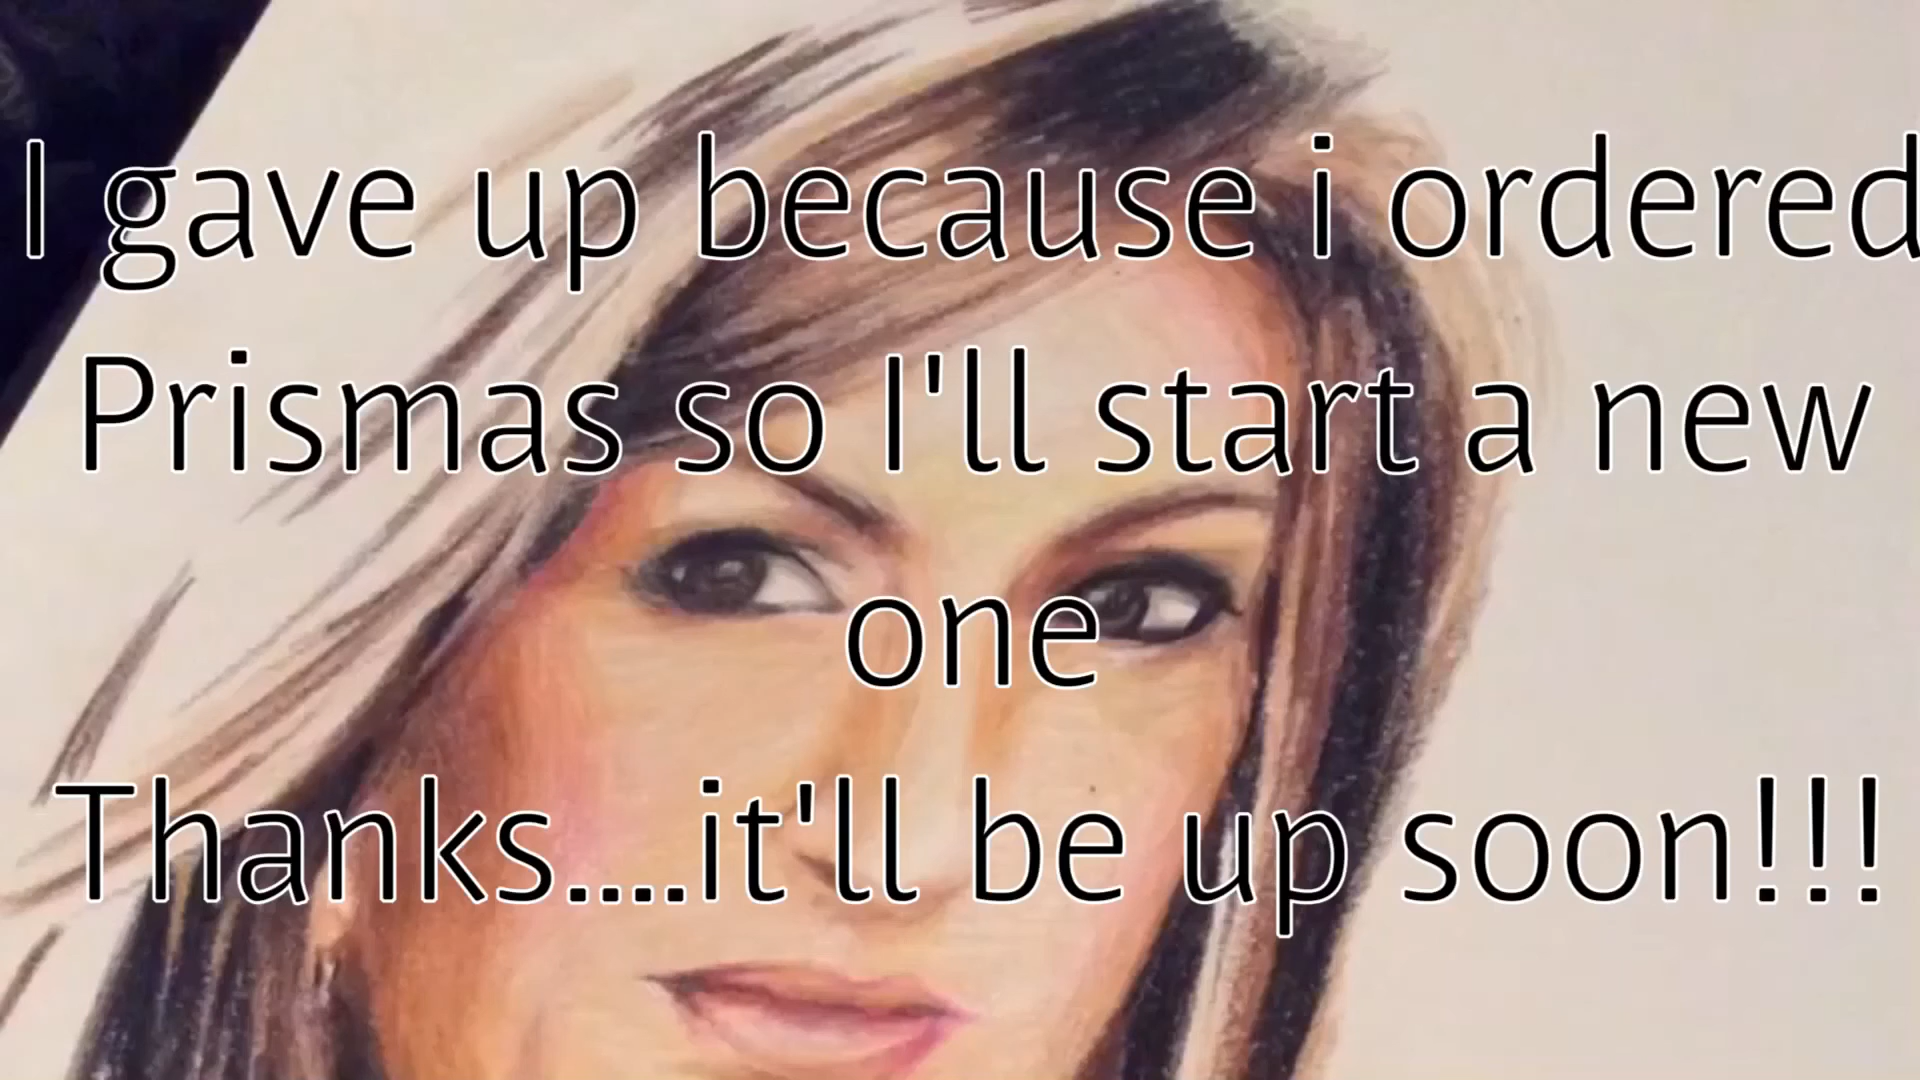 I gave up because i ordered
Prismas so I'll start a new
one
Thanks....it'll be up soon!!!